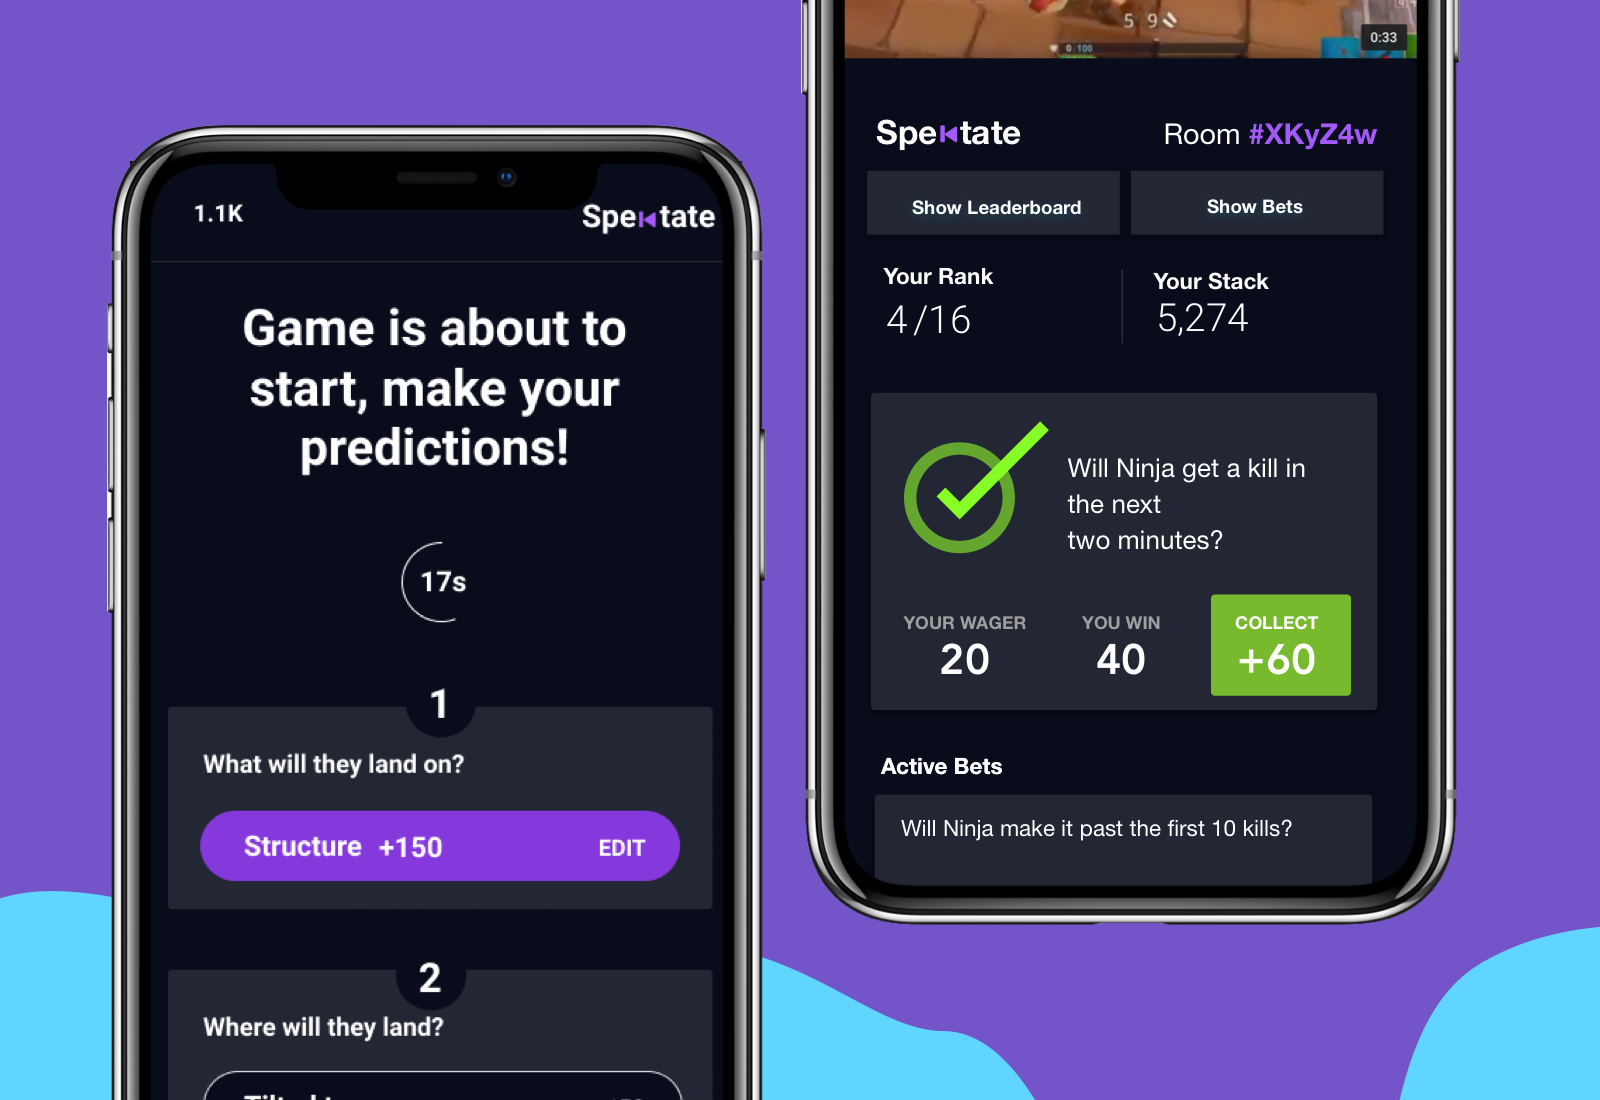 1.1K
Spektate
Game is about to
start, make your
predictions!
17s
1
What will they land on?
Structure +150
EDIT
2
Where will they land?
5 9
0/100
0:33
Spektate
Room #XKyZ4w
Show Leaderboard
Show Bets
Your Rank
4/16
Your Stack
5,274
Will Ninja get a kill in
the next
two minutes?
YOUR WAGER
20
YOU WIN
40
COLLECT
+60
Active Bets
Will Ninja make it past the first 10 kills?